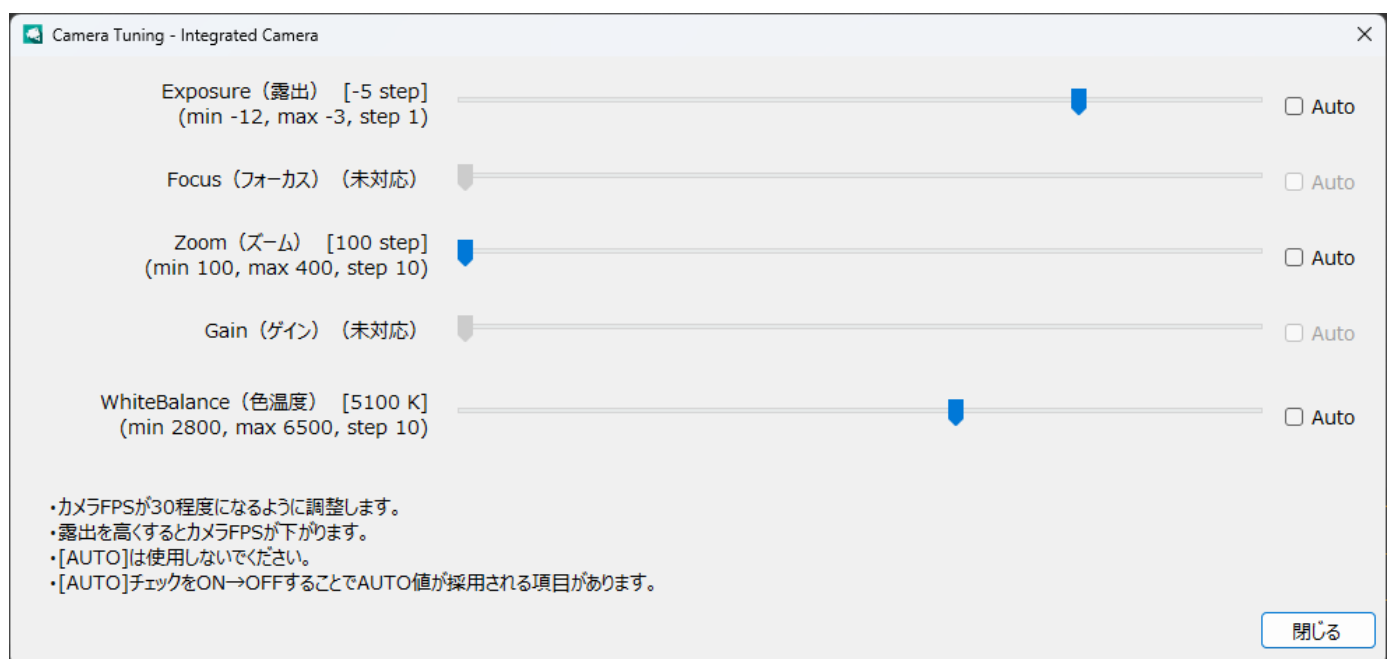 Camera Tuning - Integrated Camera
Exposure（露出） [-5 step]
(min -12, max -3, step 1)
Auto
Focus（フォーカス）（未対応）
Auto
Zoom（ズーム） [100 step]
(min 100, max 400, step 10)
Auto
Gain（ゲイン）（未対応）
Auto
WhiteBalance（色温度） [5100 K]
(min 2800, max 6500, step 10)
Auto
・カメラFPSが30程度になるように調整します。
・露出を高くするとカメラFPSが下がります。
・[AUTO]は使用しないでください。
・[AUTO]チェックをON→OFFすることでAUTO値が採用される項目があります。
閉じる